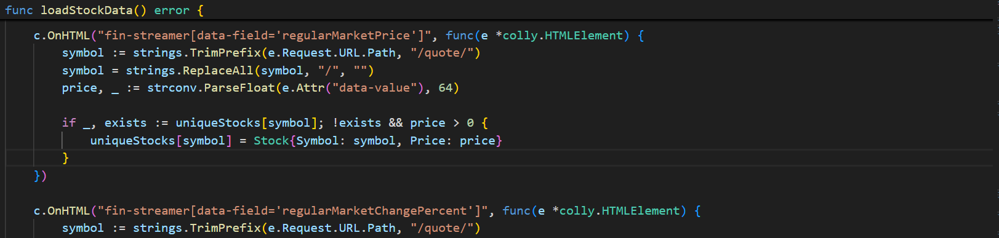 func loadStockData() error {
c.OnHTML("fin-streamer[data-field='regularMarketPrice']", func(e *colly.HTMLElement) {
symbol := strings.TrimPrefix(e.Request.URL.Path, "/quote/")
symbol = strings.ReplaceAll(symbol, "/", "")
price, _ := strconv.ParseFloat(e.Attr("data-value"), 64)
if _, exists := uniqueStocks[symbol]; !exists && price > 0 {
uniqueStocks[symbol] = Stock{Symbol: symbol, Price: price}
}
})
c.OnHTML("fin-streamer[data-field='regularMarketChangePercent']", func(e *colly.HTMLElement) {
symbol := strings.TrimPrefix(e.Request.URL.Path, "/quote/")